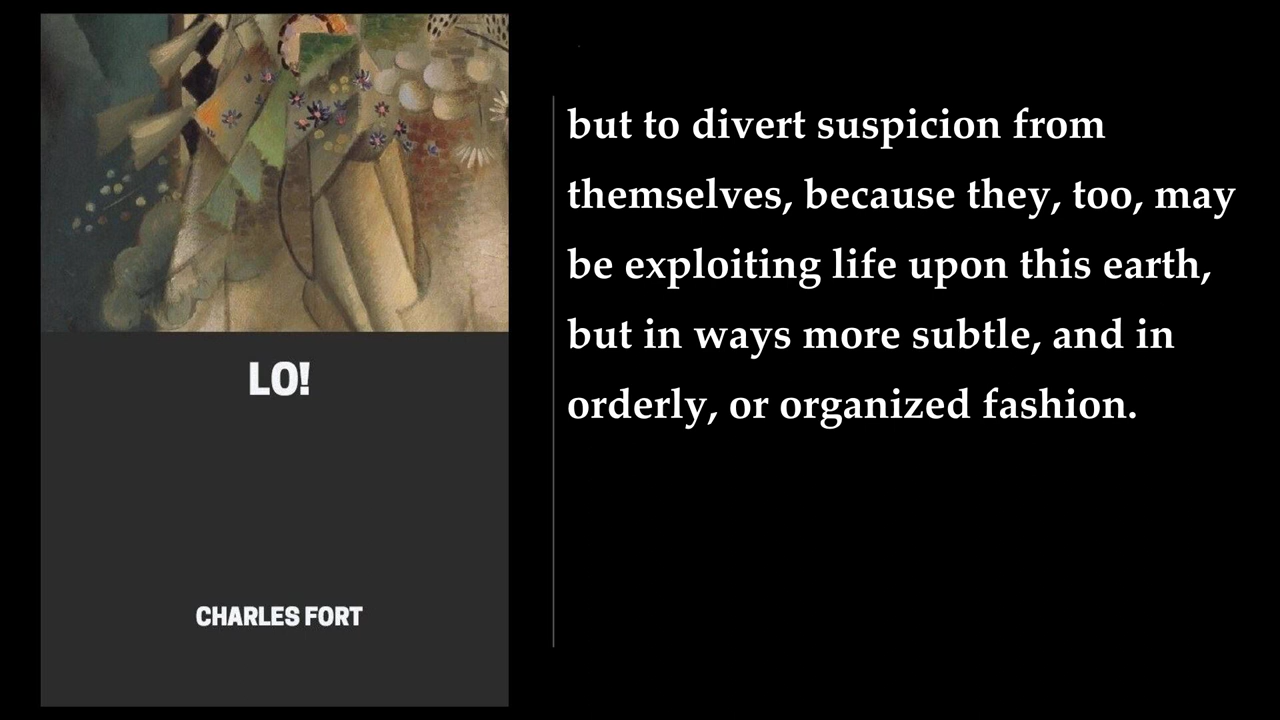 LO!
CHARLES FORT
but to divert suspicion from
themselves, because they, too, may
be exploiting life upon this earth,
but in ways more subtle, and in
orderly, or organized fashion.